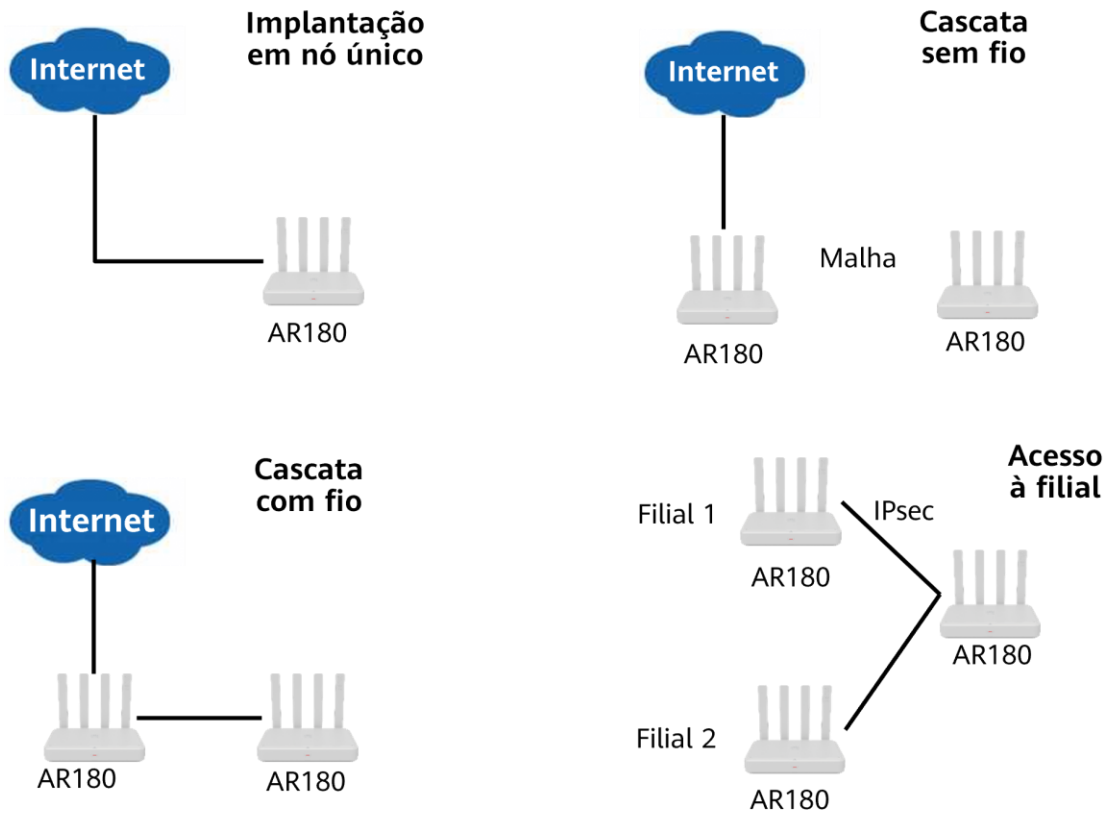 Implantação
em nó único
Internet
AR180
Cascata
sem fio
Internet
Malha
AR180
AR180
Cascata
com fio
Internet
AR180
AR180
Acesso
à filial
Filial 1
IPsec
AR180
AR180
Filial 2
AR180